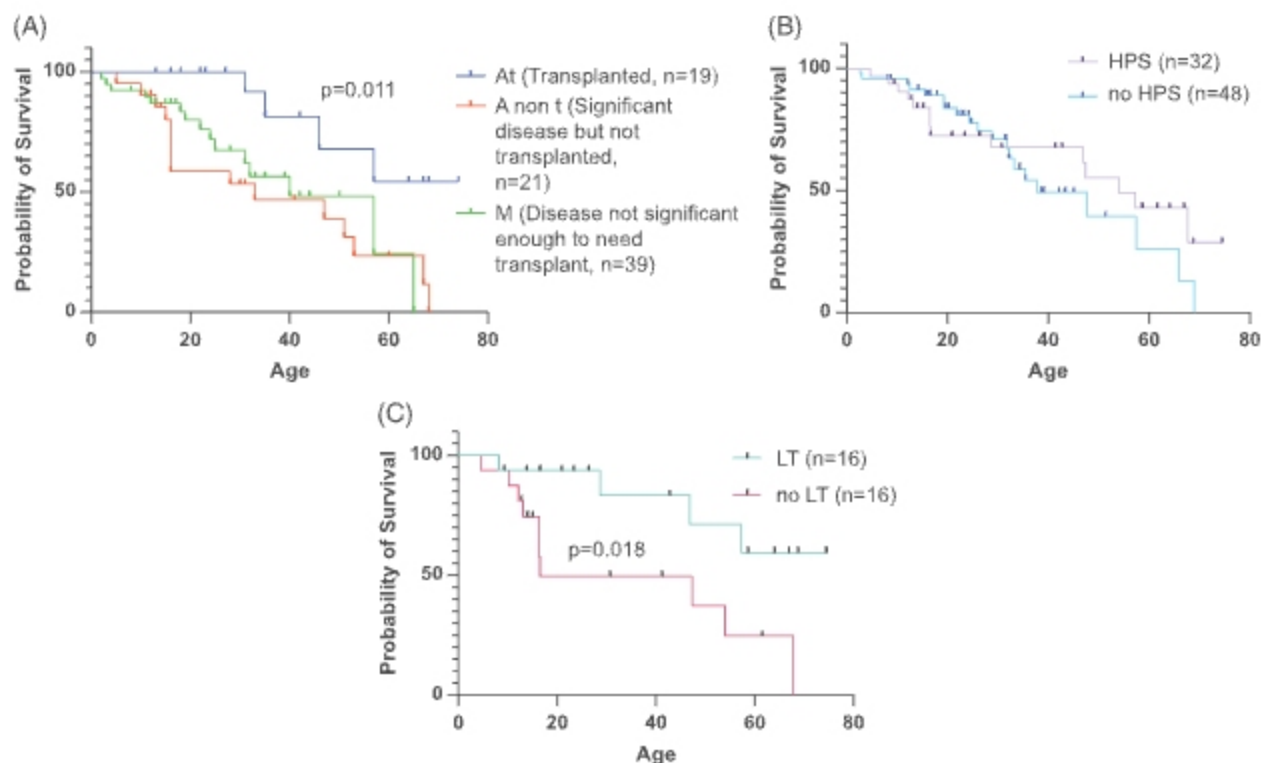 (A)
Probability of Survival
100
50
0
0 20 40 60 80
Age
p=0.011
At (Transplanted, n=19)
A non t (Significant
disease but not
transplanted,
n=21)
M (Disease not significant
enough to need
transplant, n=39)
(B)
Probability of Survival
100
50
0
0 20 40 60 80
Age
HPS (n=32)
no HPS (n=48)
(C)
Probability of Survival
100
50
0
0 20 40 60 80
Age
p=0.018
LT (n=16)
no LT (n=16)